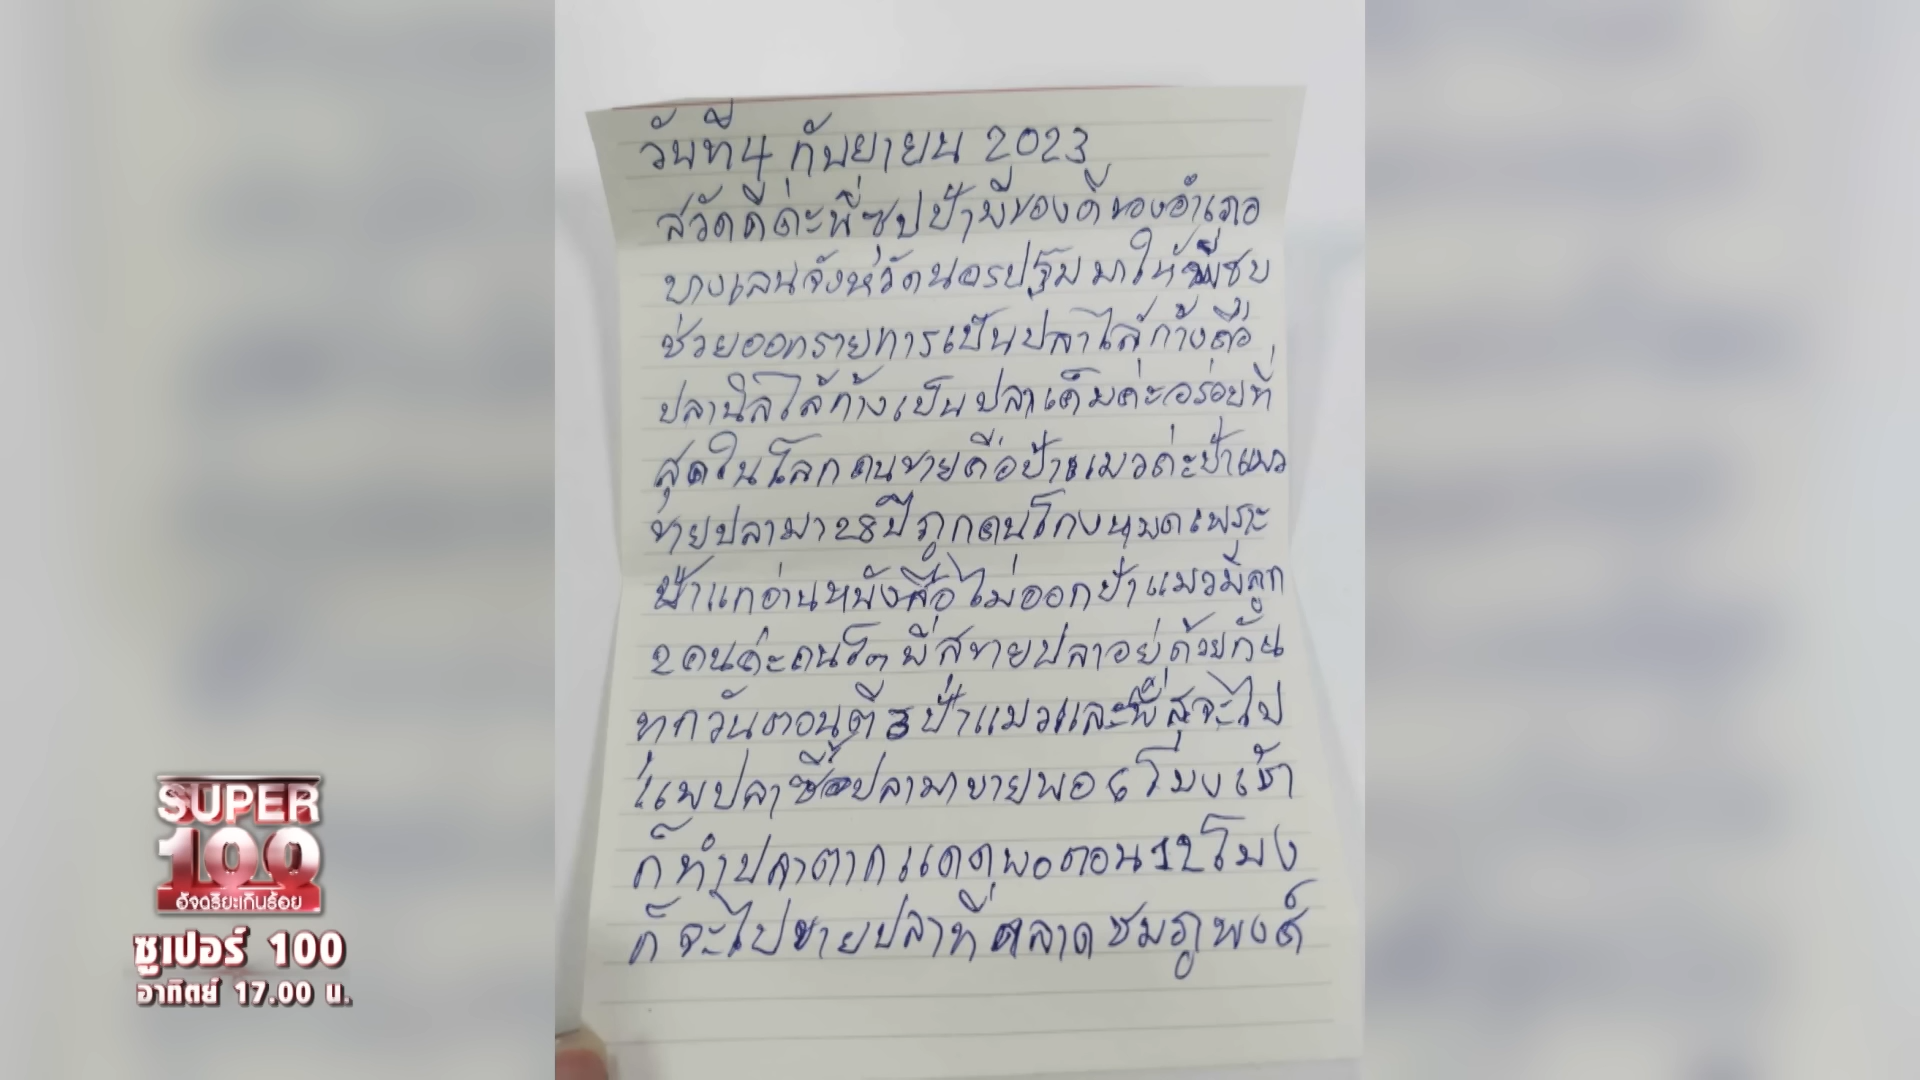 วันที่4 กันยายน 2023
สวัดดีค่ะพี่ซุปป้ามีของดีของอำเภอ
บางเลนจังหวัดนครปฐมมาให้พี่ซุบ
ช่วยออกรายการเป็นปลาไล้ก้างคือ
ปลานิลไล้ก้างเป็นปลาเค็มค่ะอร่อยที่
สุดในโลกคนขายคือป้าแมวค่ะป้าแมว
ขายปลามา28ปีถูกคนโกงหมดเพราะ
ป้าแกอ่านหนังสือไม่ออกป้าแมวมีลูก
2คนค่ะคนโตพี่สุขายปลาอยู่ด้วยกัน
ทุกวันตอนตี3ป้าแมวและพี่สุจะไป
แพปลาซื้อปลามาขายพอ6โมงเช้า
ก็ทำปลาตากแดดพอตอน12โมง
ก็จะไปขายปลาที่ตลาดชมภูพงศ์
SUPER
100
อัจฉริยะเกินร้อย
ซูเปอร์ 100
อาทิตย์ 17.00 น.